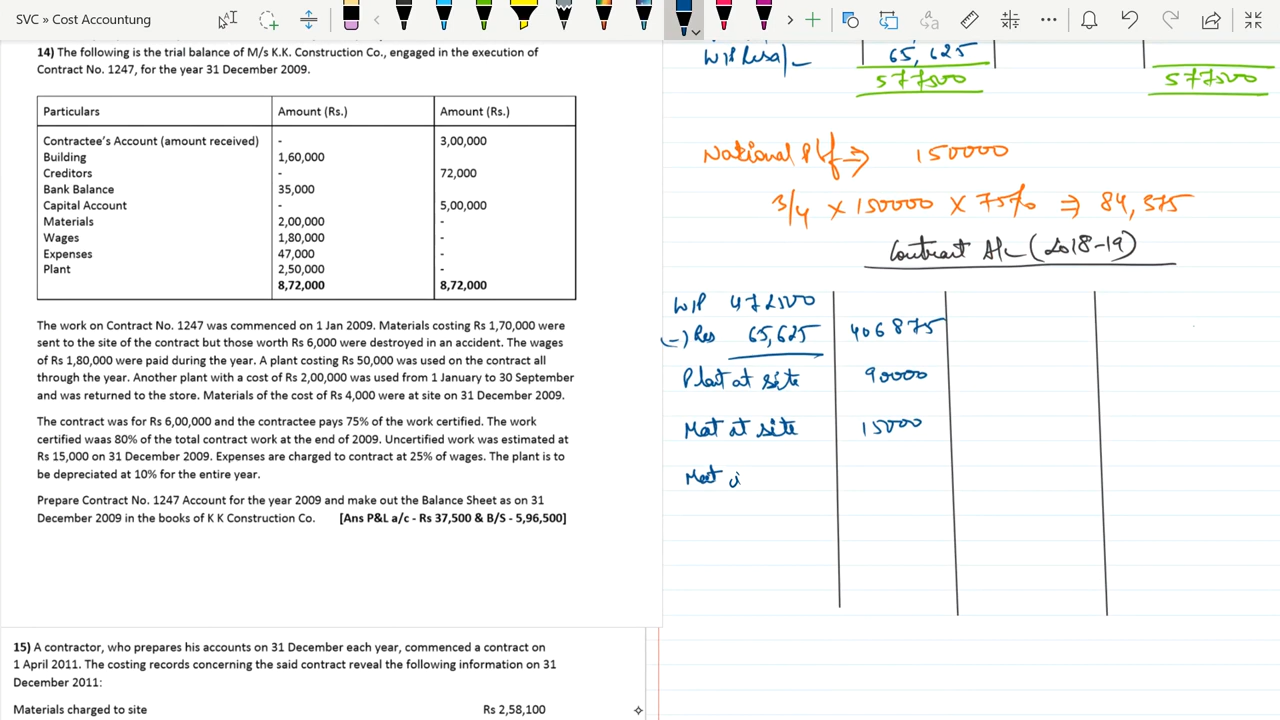 SVC » Cost Accountung
14) The following is the trial balance of M/s K.K. Construction Co., engaged in the execution of
Contract No. 1247, for the year 31 December 2009.
Particulars Amount (Rs.) Amount (Rs.)
Contractee's Account (amount received) - 3,00,000
Building 1,60,000
Creditors - 72,000
Bank Balance 35,000
Capital Account - 5,00,000
Materials 2,00,000 -
Wages 1,80,000 -
Expenses 47,000 -
Plant 2,50,000 -
8,72,000 8,72,000
The work on Contract No. 1247 was commenced on 1 Jan 2009. Materials costing Rs 1,70,000 were
sent to the site of the contract but those worth Rs 6,000 were destroyed in an accident. The wages
of Rs 1,80,000 were paid during the year. A plant costing Rs 50,000 was used on the contract all
through the year. Another plant with a cost of Rs 2,00,000 was used from 1 January to 30 September
and was returned to the store. Materials of the cost of Rs 4,000 were at site on 31 December 2009.
The contract was for Rs 6,00,000 and the contractee pays 75% of the work certified. The work
certified waas 80% of the total contract work at the end of 2009. Uncertified work was estimated at
Rs 15,000 on 31 December 2009. Expenses are charged to contract at 25% of wages. The plant is to
be depreciated at 10% for the entire year.
Prepare Contract No. 1247 Account for the year 2009 and make out the Balance Sheet as on 31
December 2009 in the books of K K Construction Co. [Ans P&L a/c - Rs 37,500 & B/S - 5,96,500]
15) A contractor, who prepares his accounts on 31 December each year, commenced a contract on
1 April 2011. The costing records concerning the said contract reveal the following information on 31
December 2011:
Materials charged to site Rs 2,58,100
65,625
577500 577500
National P/f ⇒ 150000
3/4 × 150000 × 75% ⇒ 84,375
Contract A/c (2018-19)
WIP 472500
(-) Res 65,625 406875
Plant at site 90000
Mat at site 15000
Mat i